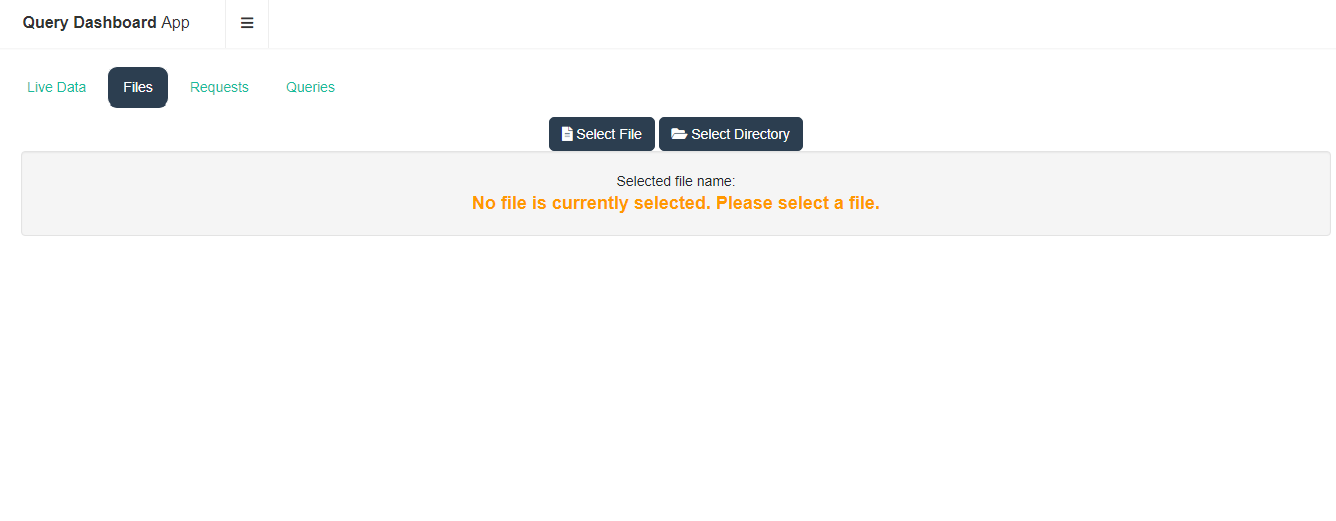 Query Dashboard App
Live Data Files Requests Queries
Select File Select Directory
Selected file name:
No file is currently selected. Please select a file.